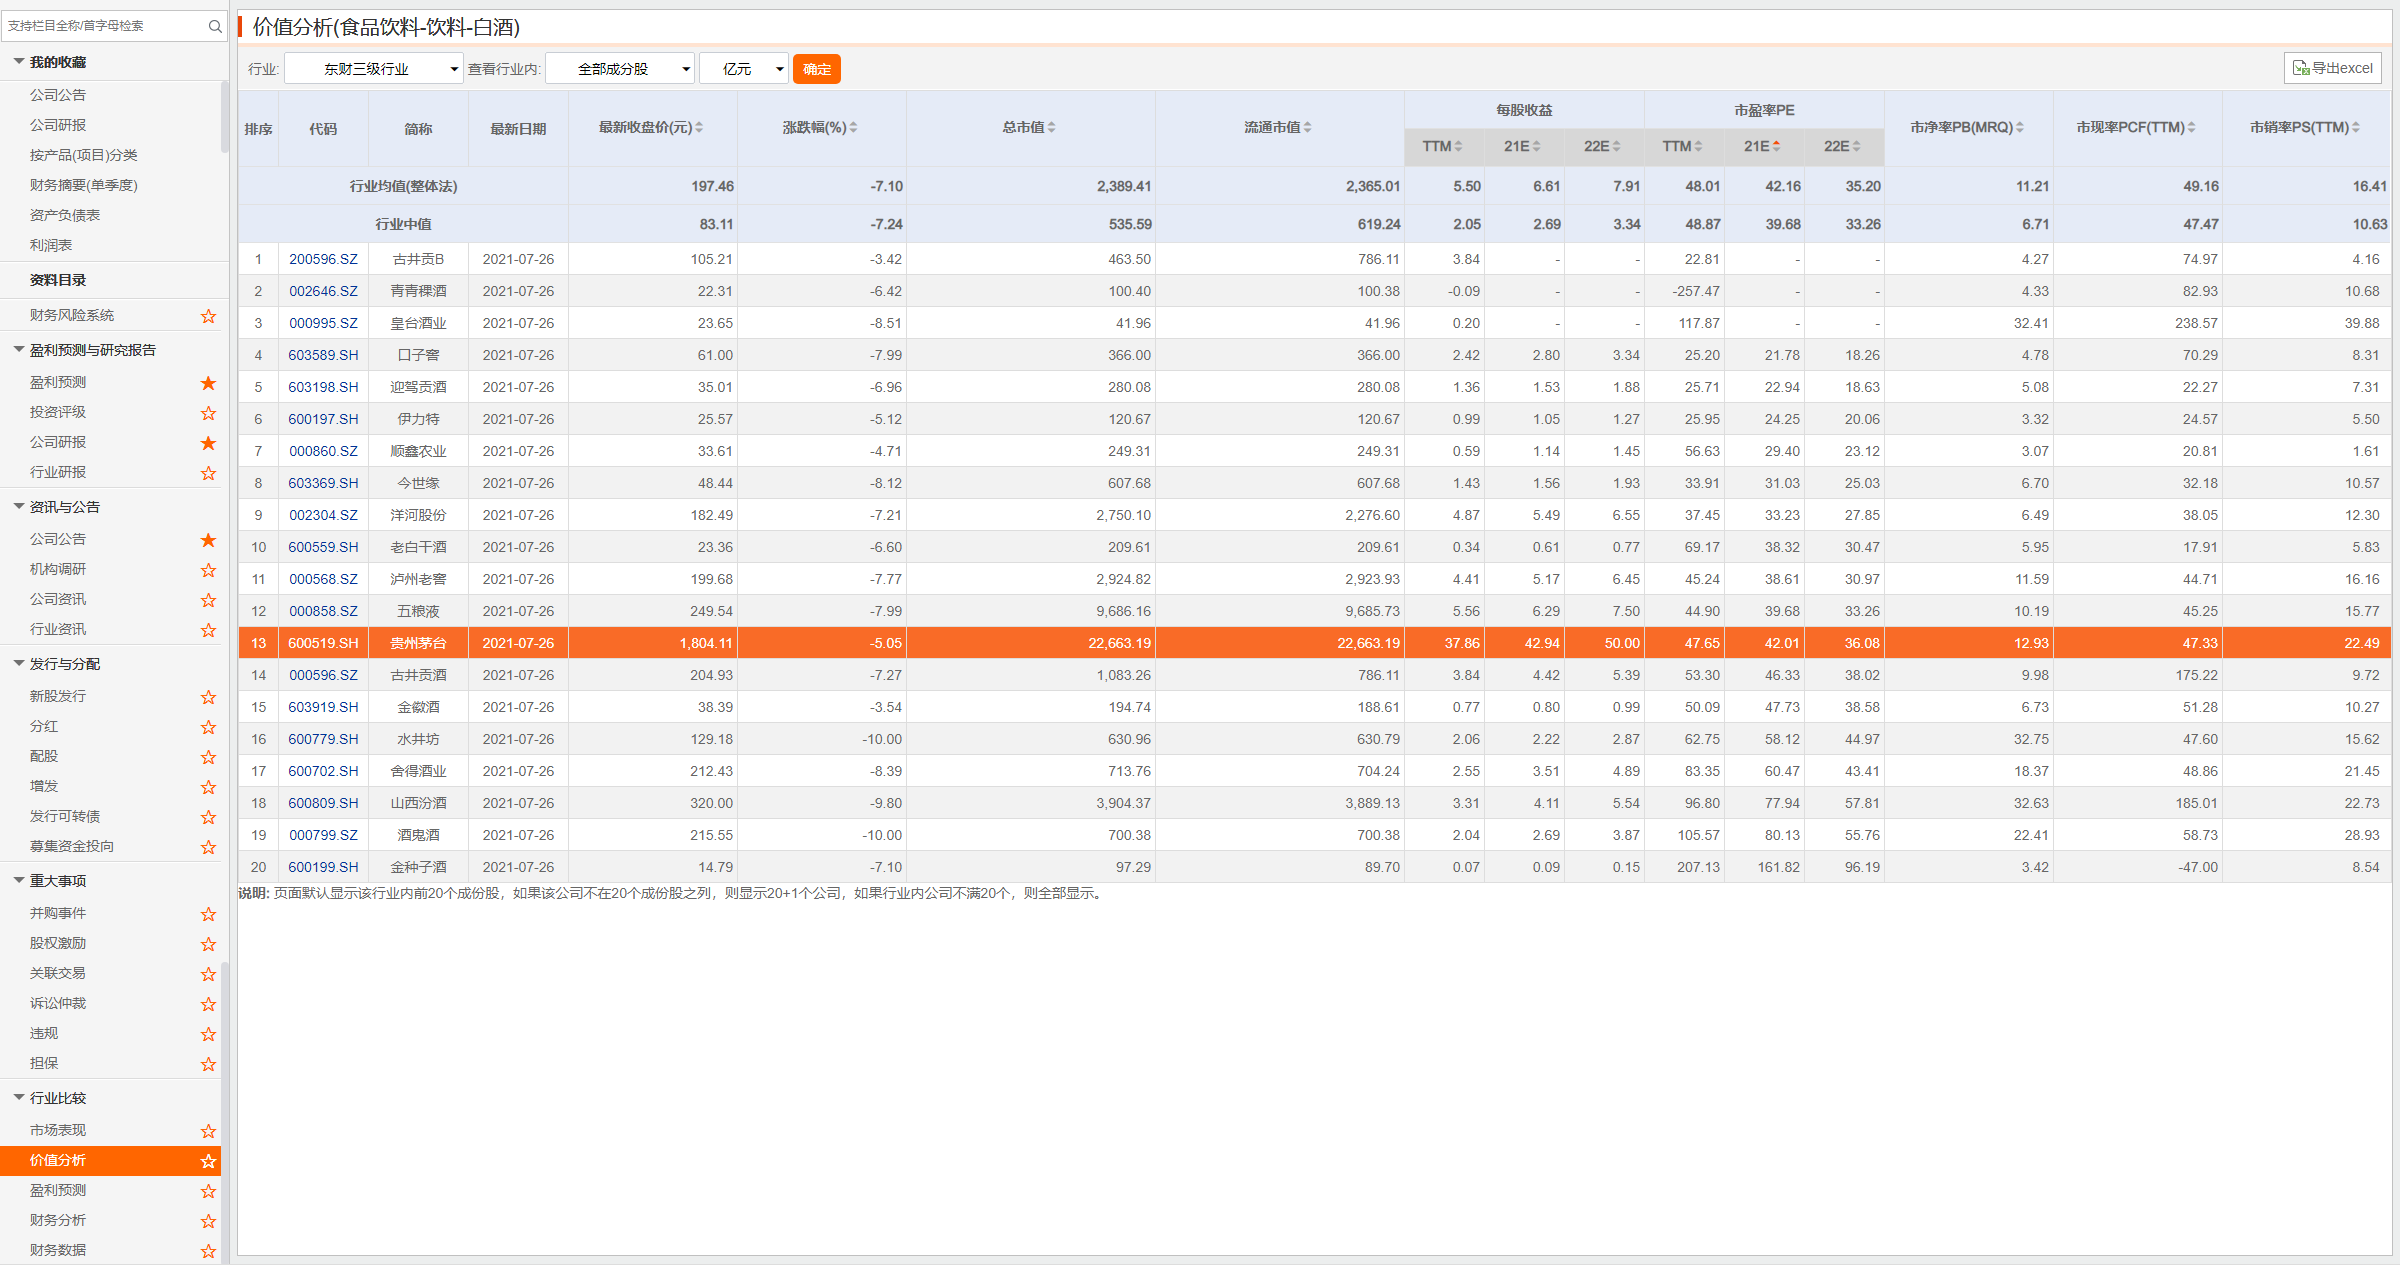 支持栏目全称/首字母检索
我的收藏
公司公告
公司研报
按产品(项目)分类
财务摘要(单季度)
资产负债表
利润表
资料目录
财务风险系统
盈利预测与研究报告
盈利预测
投资评级
公司研报
行业研报
资讯与公告
公司公告
机构调研
公司资讯
行业资讯
发行与分配
新股发行
分红
配股
增发
发行可转债
募集资金投向
重大事项
并购事件
股权激励
关联交易
诉讼仲裁
违规
担保
行业比较
市场表现
价值分析
盈利预测
财务分析
财务数据
价值分析(食品饮料-饮料-白酒)
行业: 东财三级行业 查看行业内: 全部成分股 亿元 确定 导出excel
排序 代码 简称 最新日期 最新收盘价(元) 涨跌幅(%) 总市值 流通市值 每股收益 市盈率PE 市净率PB(MRQ) 市现率PCF(TTM) 市销率PS(TTM)
TTM 21E 22E TTM 21E 22E
行业均值(整体法) 197.46 -7.10 2,389.41 2,365.01 5.50 6.61 7.91 48.01 42.16 35.20 11.21 49.16 16.41
行业中值 83.11 -7.24 535.59 619.24 2.05 2.69 3.34 48.87 39.68 33.26 6.71 47.47 10.63
1 200596.SZ 古井贡B 2021-07-26 105.21 -3.42 463.50 786.11 3.84 - - 22.81 - - 4.27 74.97 4.16
2 002646.SZ 青青稞酒 2021-07-26 22.31 -6.42 100.40 100.38 -0.09 - - -257.47 - - 4.33 82.93 10.68
3 000995.SZ 皇台酒业 2021-07-26 23.65 -8.51 41.96 41.96 0.20 - - 117.87 - - 32.41 238.57 39.88
4 603589.SH 口子窖 2021-07-26 61.00 -7.99 366.00 366.00 2.42 2.80 3.34 25.20 21.78 18.26 4.78 70.29 8.31
5 603198.SH 迎驾贡酒 2021-07-26 35.01 -6.96 280.08 280.08 1.36 1.53 1.88 25.71 22.94 18.63 5.08 22.27 7.31
6 600197.SH 伊力特 2021-07-26 25.57 -5.12 120.67 120.67 0.99 1.05 1.27 25.95 24.25 20.06 3.32 24.57 5.50
7 000860.SZ 顺鑫农业 2021-07-26 33.61 -4.71 249.31 249.31 0.59 1.14 1.45 56.63 29.40 23.12 3.07 20.81 1.61
8 603369.SH 今世缘 2021-07-26 48.44 -8.12 607.68 607.68 1.43 1.56 1.93 33.91 31.03 25.03 6.70 32.18 10.57
9 002304.SZ 洋河股份 2021-07-26 182.49 -7.21 2,750.10 2,276.60 4.87 5.49 6.55 37.45 33.23 27.85 6.49 38.05 12.30
10 600559.SH 老白干酒 2021-07-26 23.36 -6.60 209.61 209.61 0.34 0.61 0.77 69.17 38.32 30.47 5.95 17.91 5.83
11 000568.SZ 泸州老窖 2021-07-26 199.68 -7.77 2,924.82 2,923.93 4.41 5.17 6.45 45.24 38.61 30.97 11.59 44.71 16.16
12 000858.SZ 五粮液 2021-07-26 249.54 -7.99 9,686.16 9,685.73 5.56 6.29 7.50 44.90 39.68 33.26 10.19 45.25 15.77
13 600519.SH 贵州茅台 2021-07-26 1,804.11 -5.05 22,663.19 22,663.19 37.86 42.94 50.00 47.65 42.01 36.08 12.93 47.33 22.49
14 000596.SZ 古井贡酒 2021-07-26 204.93 -7.27 1,083.26 786.11 3.84 4.42 5.39 53.30 46.33 38.02 9.98 175.22 9.72
15 603919.SH 金徽酒 2021-07-26 38.39 -3.54 194.74 188.61 0.77 0.80 0.99 50.09 47.73 38.58 6.73 51.28 10.27
16 600779.SH 水井坊 2021-07-26 129.18 -10.00 630.96 630.79 2.06 2.22 2.87 62.75 58.12 44.97 32.75 47.60 15.62
17 600702.SH 舍得酒业 2021-07-26 212.43 -8.39 713.76 704.24 2.55 3.51 4.89 83.35 60.47 43.41 18.37 48.86 21.45
18 600809.SH 山西汾酒 2021-07-26 320.00 -9.80 3,904.37 3,889.13 3.31 4.11 5.54 96.80 77.94 57.81 32.63 185.01 22.73
19 000799.SZ 酒鬼酒 2021-07-26 215.55 -10.00 700.38 700.38 2.04 2.69 3.87 105.57 80.13 55.76 22.41 58.73 28.93
20 600199.SH 金种子酒 2021-07-26 14.79 -7.10 97.29 89.70 0.07 0.09 0.15 207.13 161.82 96.19 3.42 -47.00 8.54
说明: 页面默认显示该行业内前20个成份股，如果该公司不在20个成份股之列，则显示20+1个公司，如果行业内公司不满20个，则全部显示。